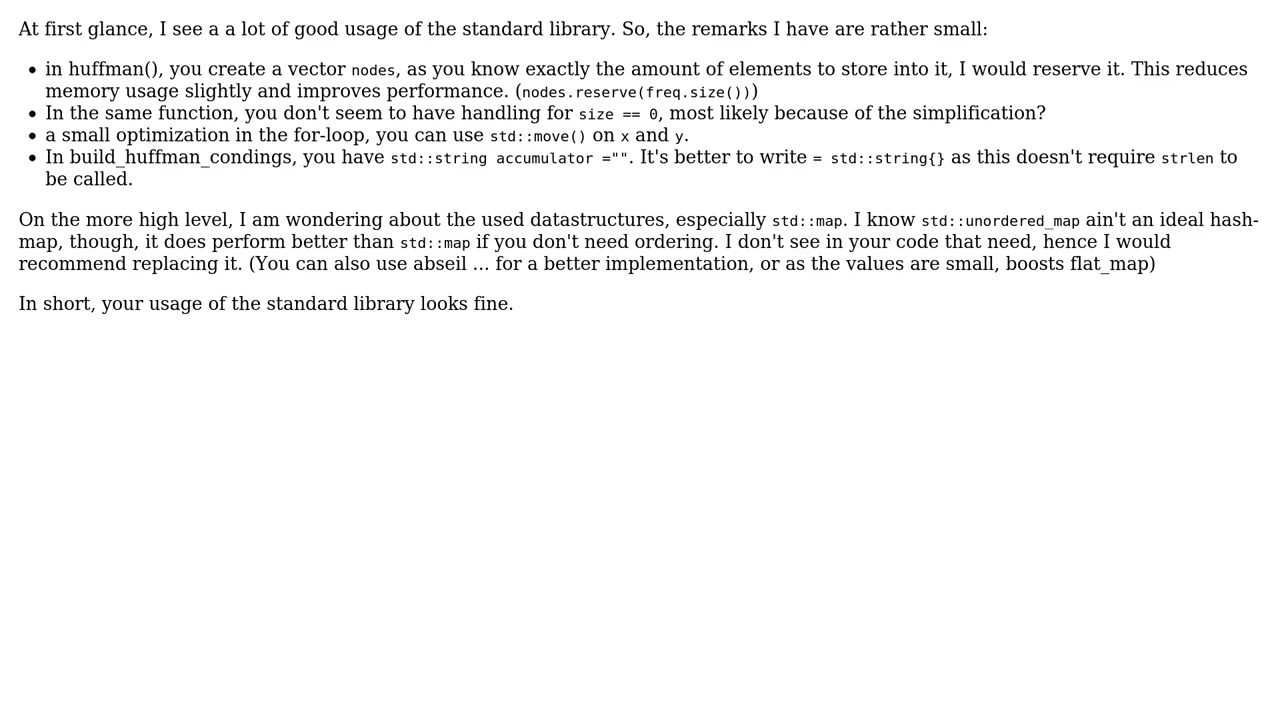 At first glance, I see a a lot of good usage of the standard library. So, the remarks I have are rather small:
• in huffman(), you create a vector nodes, as you know exactly the amount of elements to store into it, I would reserve it. This reduces
memory usage slightly and improves performance. (nodes.reserve(freq.size()))
• In the same function, you don't seem to have handling for size == 0, most likely because of the simplification?
• a small optimization in the for-loop, you can use std::move() on x and y.
• In build_huffman_condings, you have std::string accumulator ="". It's better to write = std::string{} as this doesn't require strlen to
be called.
On the more high level, I am wondering about the used datastructures, especially std::map. I know std::unordered_map ain't an ideal hash-
map, though, it does perform better than std::map if you don't need ordering. I don't see in your code that need, hence I would
recommend replacing it. (You can also use abseil ... for a better implementation, or as the values are small, boosts flat_map)
In short, your usage of the standard library looks fine.